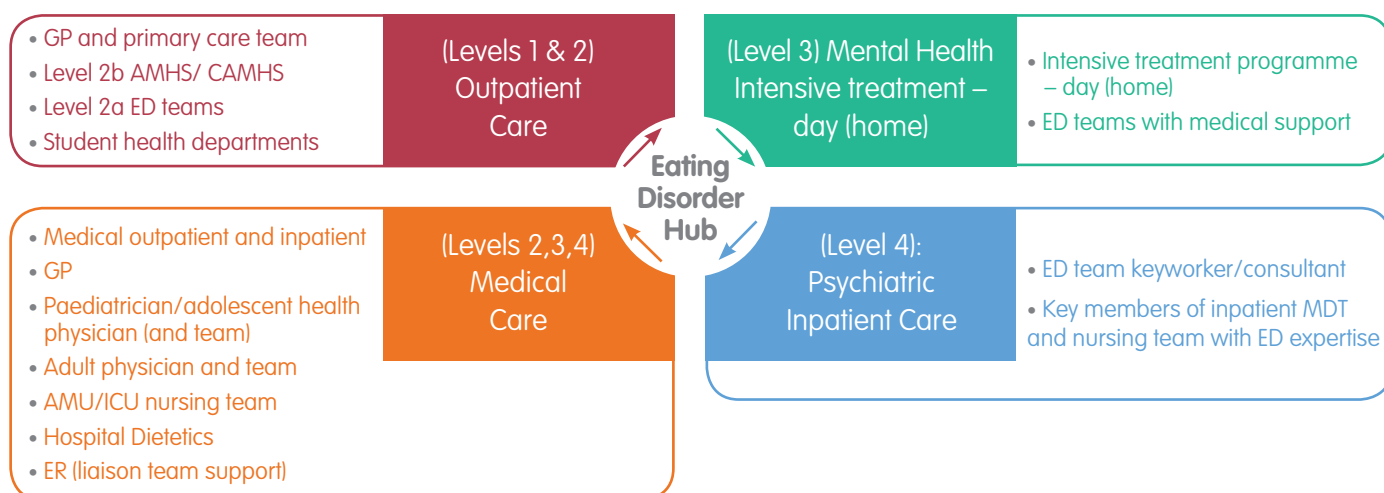 • GP and primary care team
• Level 2b AMHS/ CAMHS
• Level 2a ED teams
• Student health departments
(Levels 1 & 2)
Outpatient
Care
(Level 3) Mental Health
Intensive treatment –
day (home)
• Intensive treatment programme
– day (home)
• ED teams with medical support
Eating
Disorder
Hub
• Medical outpatient and inpatient
• GP
• Paediatrician/adolescent health
physician (and team)
• Adult physician and team
• AMU/ICU nursing team
• Hospital Dietetics
• ER (liaison team support)
(Levels 2,3,4)
Medical
Care
(Level 4):
Psychiatric
Inpatient Care
• ED team keyworker/consultant
• Key members of inpatient MDT
and nursing team with ED expertise